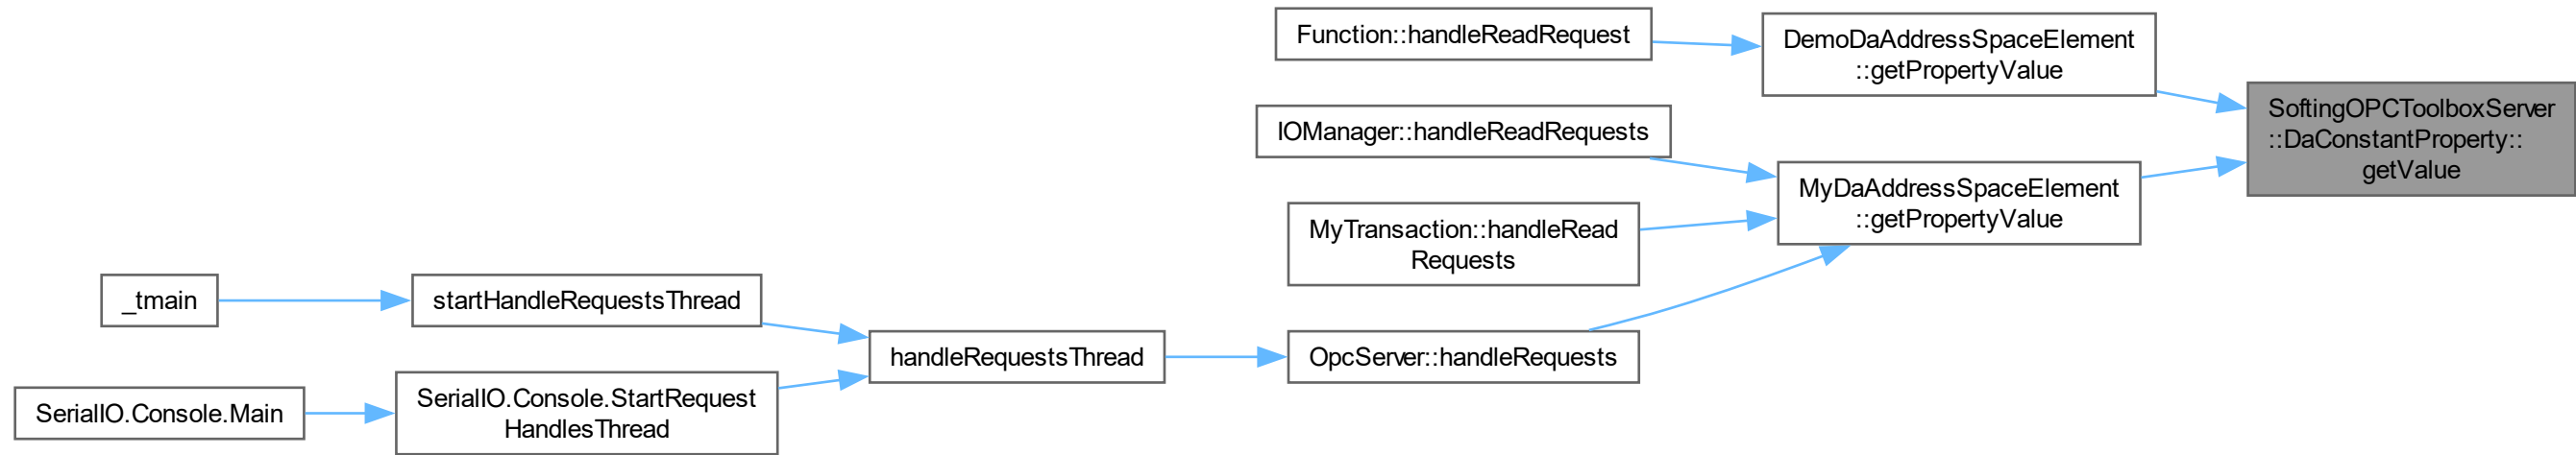 Function::handleReadRequest
DemoDaAddressSpaceElement
::getPropertyValue
SoftingOPCToolboxServer
::DaConstantProperty::
getValue
IOManager::handleReadRequests
MyDaAddressSpaceElement
::getPropertyValue
MyTransaction::handleRead
Requests
_tmain
startHandleRequestsThread
handleRequestsThread
OpcServer::handleRequests
SerialIO.Console.Main
SerialIO.Console.StartRequest
HandlesThread